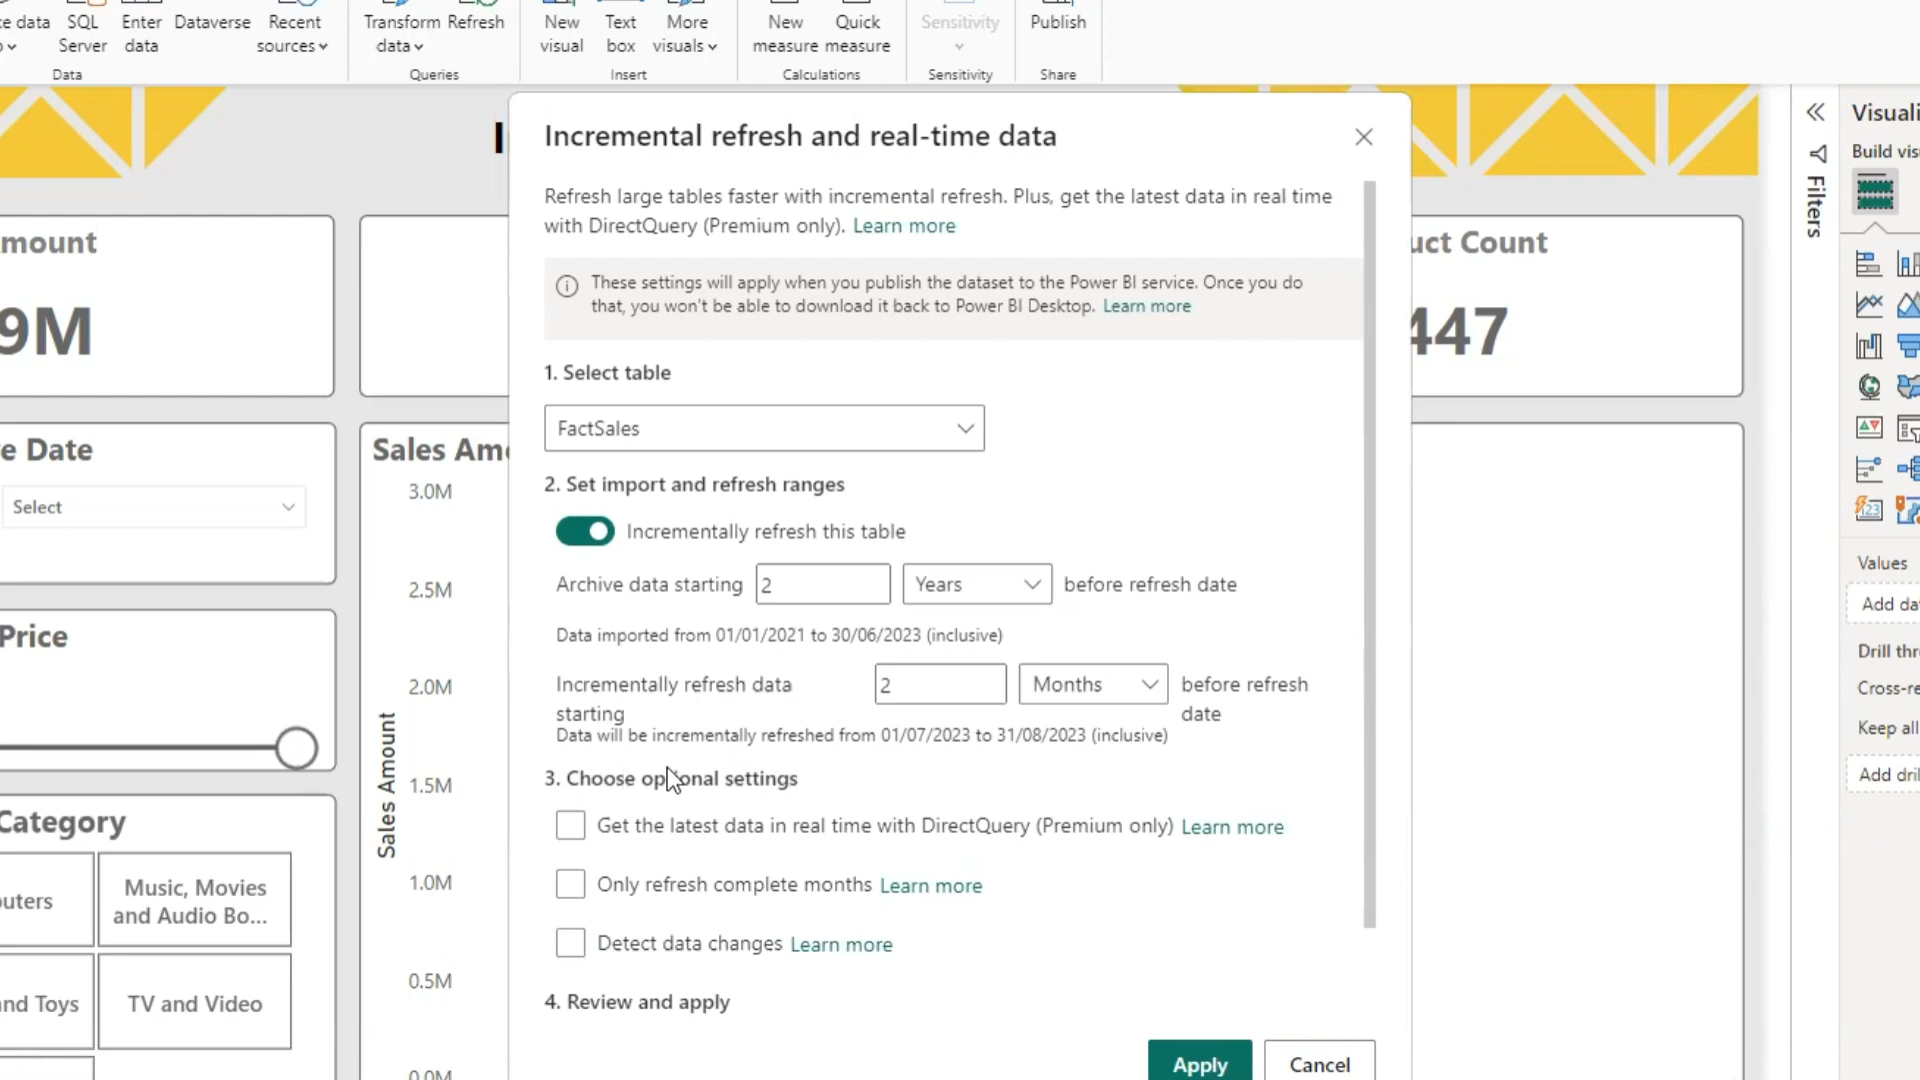 SQL
Server
Enter
data
Dataverse
Recent
sources
Data
Transform
data
Refresh
Queries
New
visual
Text
box
More
visuals
Insert
New
measure
Quick
measure
Calculations
Sensitivity
Sensitivity
Publish
Share
Incremental refresh and real-time data
Refresh large tables faster with incremental refresh. Plus, get the latest data in real time
with DirectQuery (Premium only). Learn more
These settings will apply when you publish the dataset to the Power BI service. Once you do
that, you won't be able to download it back to Power BI Desktop. Learn more
1. Select table
FactSales
2. Set import and refresh ranges
Incrementally refresh this table
Archive data starting 2 Years before refresh date
Data imported from 01/01/2021 to 30/06/2023 (inclusive)
Incrementally refresh data 2 Months before refresh
starting date
Data will be incrementally refreshed from 01/07/2023 to 31/08/2023 (inclusive)
3. Choose optional settings
Get the latest data in real time with DirectQuery (Premium only) Learn more
Only refresh complete months Learn more
Detect data changes Learn more
4. Review and apply
Apply
Cancel
mount
9M
e Date
Select
Price
Category
uters
Music, Movies
and Audio Bo...
nd Toys
TV and Video
Sales Am
3.0M
2.5M
2.0M
1.5M
1.0M
0.5M
0.0M
Sales Amount
uct Count
447
Filters
Visuali
Build vis
Values
Add da
Drill thr
Cross-re
Keep all
Add dril